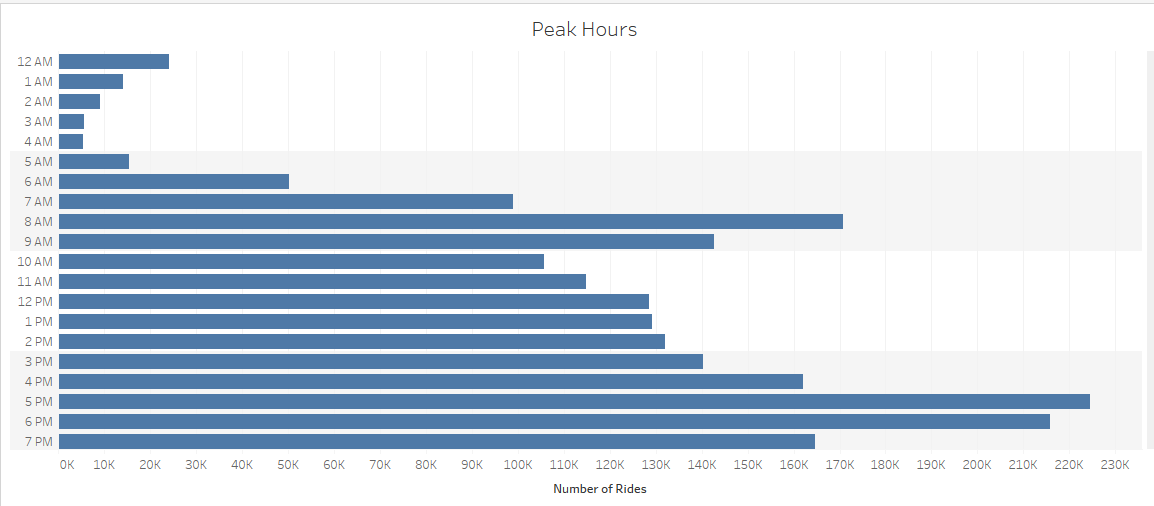 Peak Hours
12 AM
1 AM
2 AM
3 AM
4 AM
5 AM
6 AM
7 AM
8 AM
9 AM
10 AM
11 AM
12 PM
1 PM
2 PM
3 PM
4 PM
5 PM
6 PM
7 PM
0K 10K 20K 30K 40K 50K 60K 70K 80K 90K 100K 110K 120K 130K 140K 150K 160K 170K 180K 190K 200K 210K 220K 230K
Number of Rides